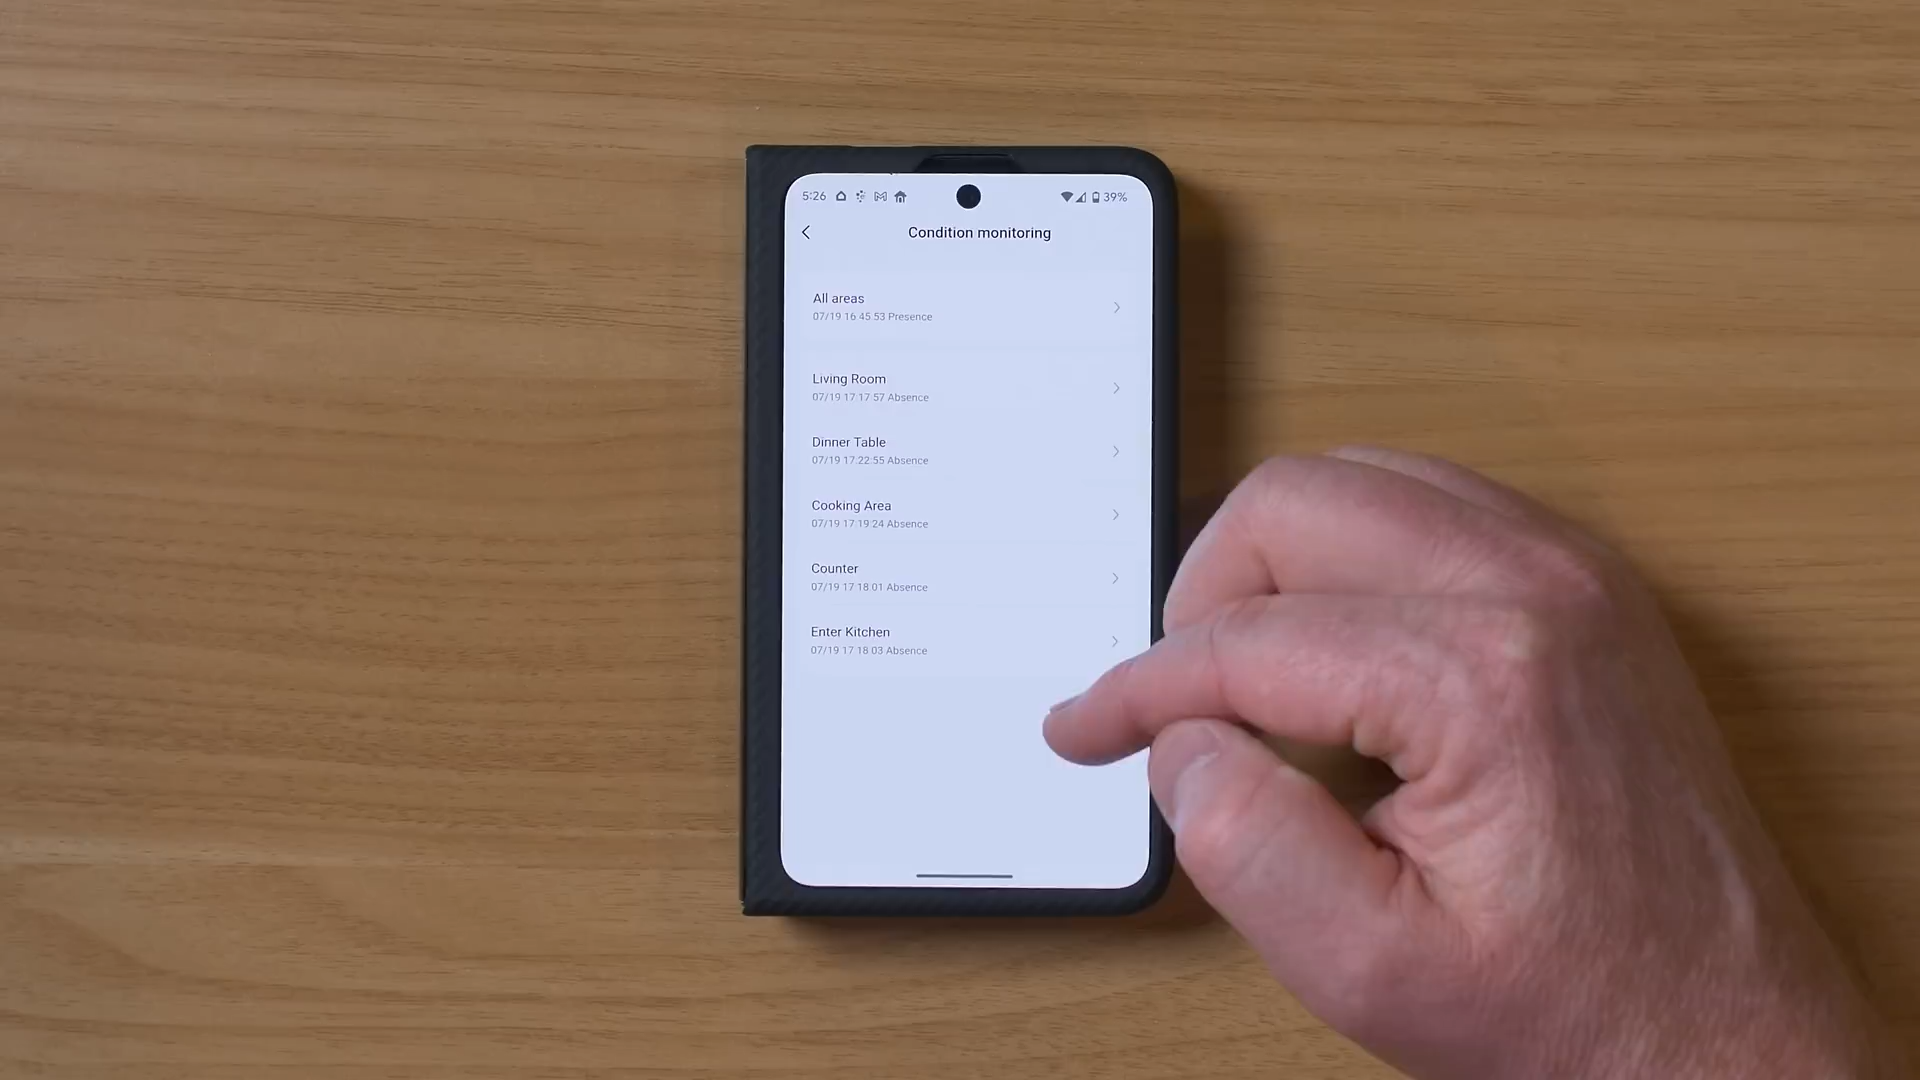 5:26 39%
Condition monitoring
All areas
07/19 16 45 53 Presence
Living Room
07/19 17 17 57 Absence
Dinner Table
07/19 17:22:55 Absence
Cooking Area
07/19 17 19 24 Absence
Counter
07/19 17 18 01 Absence
Enter Kitchen
07/19 17 18 03 Absence